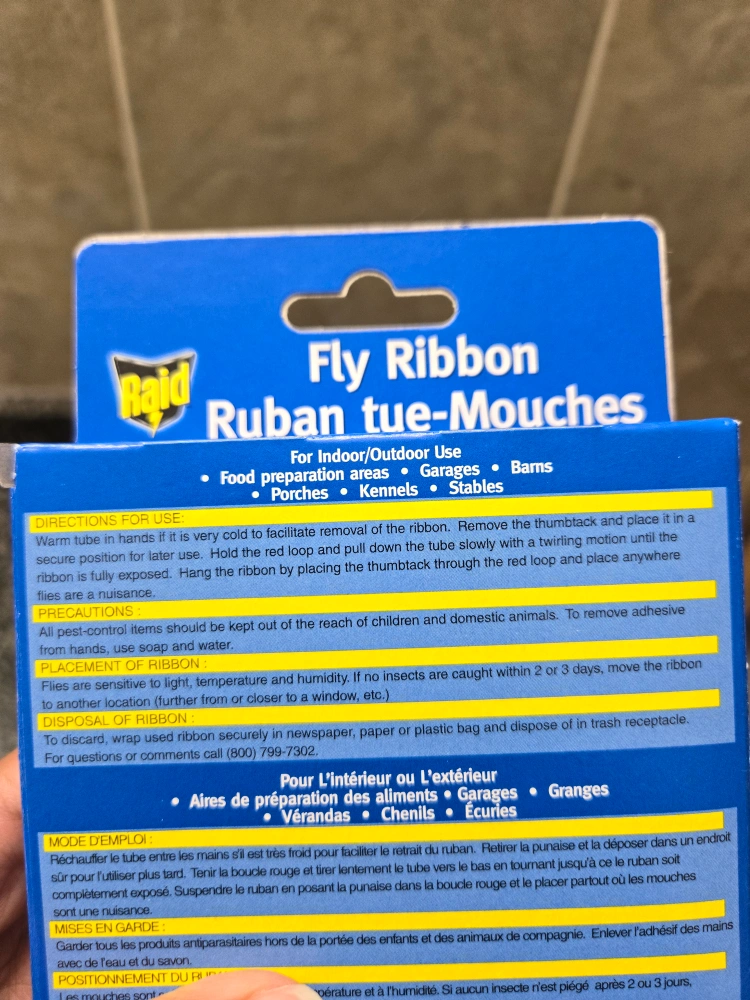 Raid
Fly Ribbon
Ruban tue-Mouches
For Indoor/Outdoor Use
• Food preparation areas • Garages • Barns
• Porches • Kennels • Stables
DIRECTIONS FOR USE:
Warm tube in hands if it is very cold to facilitate removal of the ribbon. Remove the thumbtack and place it in a
secure position for later use. Hold the red loop and pull down the tube slowly with a twirling motion until the
ribbon is fully exposed. Hang the ribbon by placing the thumbtack through the red loop and place anywhere
flies are a nuisance.
PRECAUTIONS :
All pest-control items should be kept out of the reach of children and domestic animals. To remove adhesive
from hands, use soap and water.
PLACEMENT OF RIBBON :
Flies are sensitive to light, temperature and humidity. If no insects are caught within 2 or 3 days, move the ribbon
to another location (further from or closer to a window, etc.)
DISPOSAL OF RIBBON :
To discard, wrap used ribbon securely in newspaper, paper or plastic bag and dispose of in trash receptacle.
For questions or comments call (800) 799-7302.
Pour L'intérieur ou L'extérieur
• Aires de préparation des aliments • Garages • Granges
• Vérandas • Chenils • Écuries
MODE D'EMPLOI :
Réchauffer le tube entre les mains s'il est très froid pour faciliter le retrait du ruban. Retirer la punaise et la déposer dans un endroit
sûr pour l'utiliser plus tard. Tenir la boucle rouge et tirer lentement le tube vers le bas en tournant jusqu'à ce le ruban soit
complètement exposé. Suspendre le ruban en posant la punaise dans la boucle rouge et le placer partout où les mouches
sont une nuisance.
MISES EN GARDE :
Garder tous les produits antiparasitaires hors de la portée des enfants et des animaux de compagnie. Enlever l'adhésif des mains
avec de l'eau et du savon.
POSITIONNEMENT DU
Les mouches sont et à l'humidité. Si aucun insecte n'est piégé après 2 ou 3 jours,